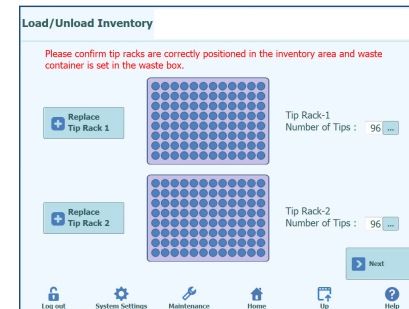 Load/Unload Inventory
Please confirm tip racks are correctly positioned in the inventory area and waste
container is set in the waste box.
Replace
Tip Rack 1
Tip Rack-1
Number of Tips : 96 ...
Replace
Tip Rack 2
Tip Rack-2
Number of Tips : 96 ...
Next
Log out System Settings Maintenance Home Up Help